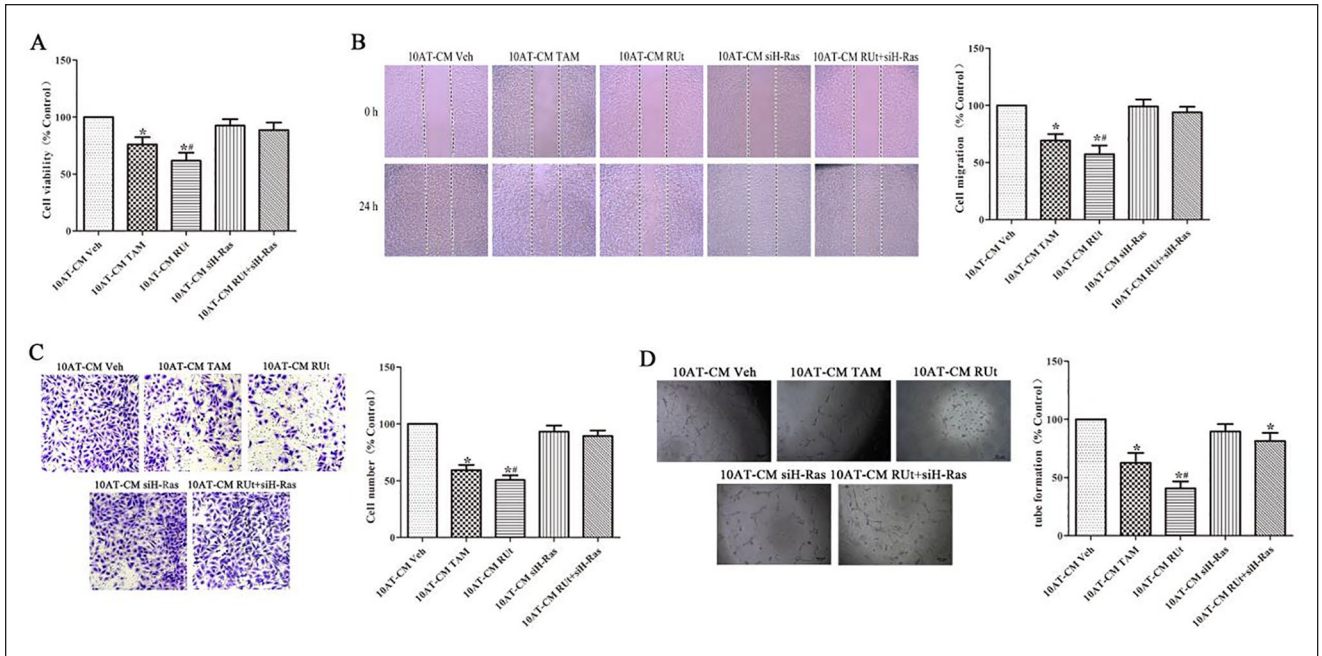 A
150
100
50
0
Cell viability (% Control)
*
*#
10AT-CM Veh
10AT-CM TAM
10AT-CM RUt
10AT-CM siH-Ras
10AT-CM RUt+siH-Ras
B
10AT-CM Veh 10AT-CM TAM 10AT-CM RUt 10AT-CM siH-Ras 10AT-CM RUt+siH-Ras
0 h
24 h
150
100
50
0
Cell migration (% Control)
*
*#
10AT-CM Veh
10AT-CM TAM
10AT-CM RUt
10AT-CM siH-Ras
10AT-CM RUt+siH-Ras
C
10AT-CM Veh 10AT-CM TAM 10AT-CM RUt
10AT-CM siH-Ras 10AT-CM RUt+siH-Ras
150
100
50
0
Cell number (% Control)
*
*#
10AT-CM Veh
10AT-CM TAM
10AT-CM RUt
10AT-CM siH-Ras
10AT-CM RUt+siH-Ras
D
10AT-CM Veh 10AT-CM TAM 10AT-CM RUt
10AT-CM siH-Ras 10AT-CM RUt+siH-Ras
150
100
50
0
tube formation (% Control)
*
*#
*
10AT-CM Veh
10AT-CM TAM
10AT-CM RUt
10AT-CM siH-Ras
10AT-CM RUt+siH-Ras